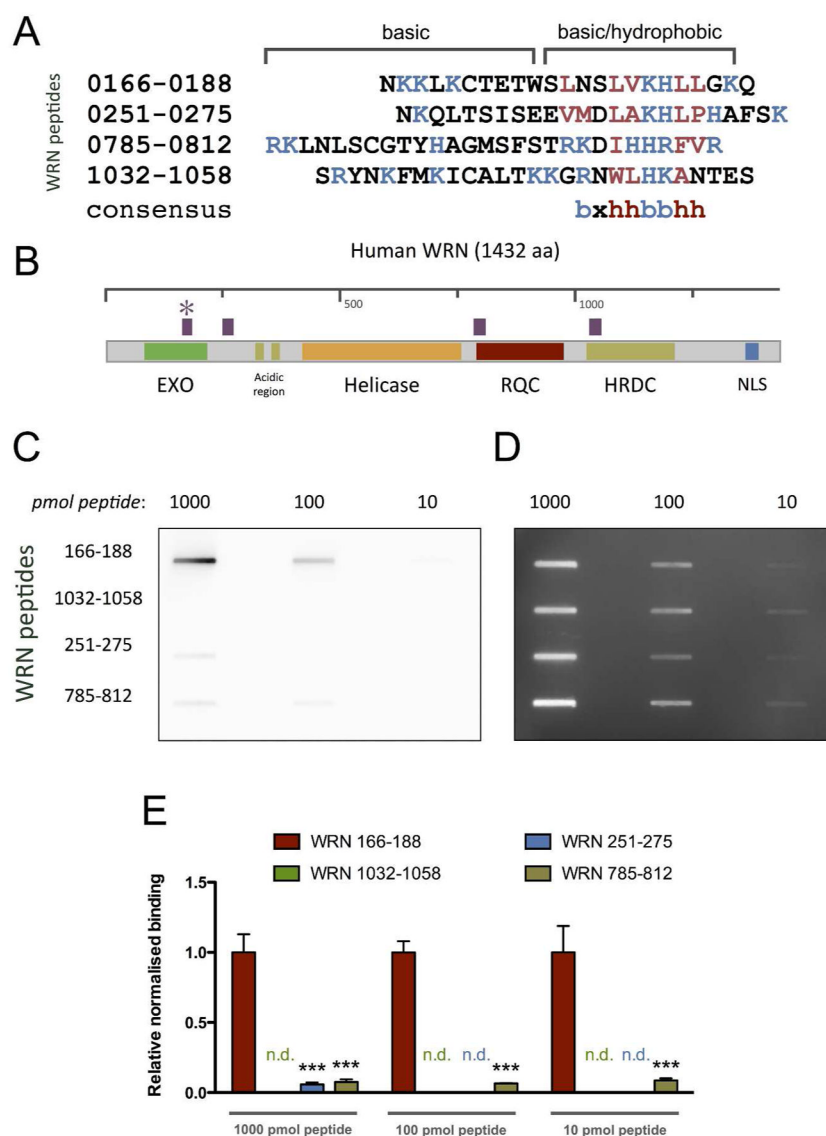 A
basic basic/hydrophobic
WRN peptides
0166-0188 NKKLKCTETWSLNSLVKHLLGKQ
0251-0275 NKQLTSISEEVMDLAKHLPHAFSK
0785-0812 RKLNLSCGTYHAGMSFSTRKDIHHRFVR
1032-1058 SRYNKFMKICALTKKGRNWLHKANTES
consensus bxhhbbhh
B
Human WRN (1432 aa)
500 1000
*
EXO Acidic region Helicase RQC HRDC NLS
C
D
pmol peptide: 1000 100 10 1000 100 10
WRN peptides
166-188
1032-1058
251-275
785-812
E
WRN 166-188 WRN 251-275
WRN 1032-1058 WRN 785-812
Relative normalised binding
1.5
1.0
0.5
0.0
n.d. *** *** n.d. n.d. *** n.d. n.d. ***
1000 pmol peptide 100 pmol peptide 10 pmol peptide